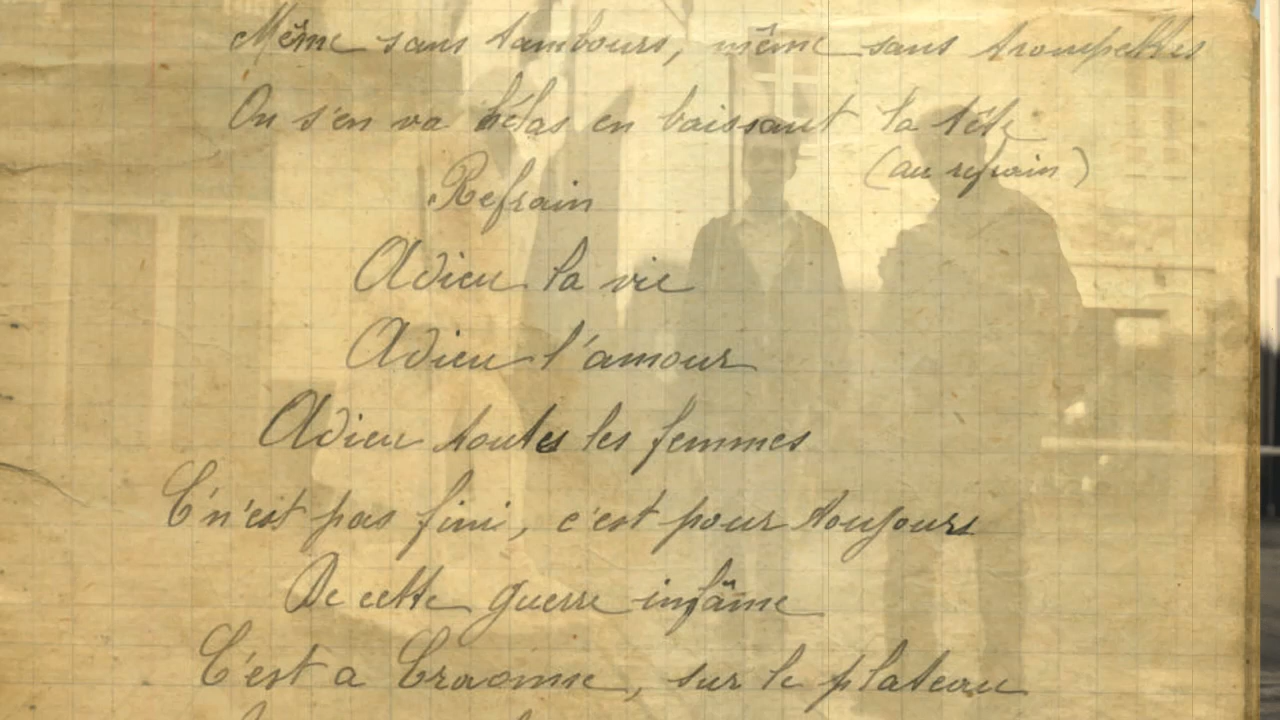 Même sans tambours, même sans trompettes
On s'en va hélas en baissant la tête
(au refrain)
Refrain
Adieu la vie
Adieu l'amour
Adieu toutes les femmes
C'n'est pas fini, c'est pour toujours
De cette guerre infâme
C'est a Craonne, sur le plateau